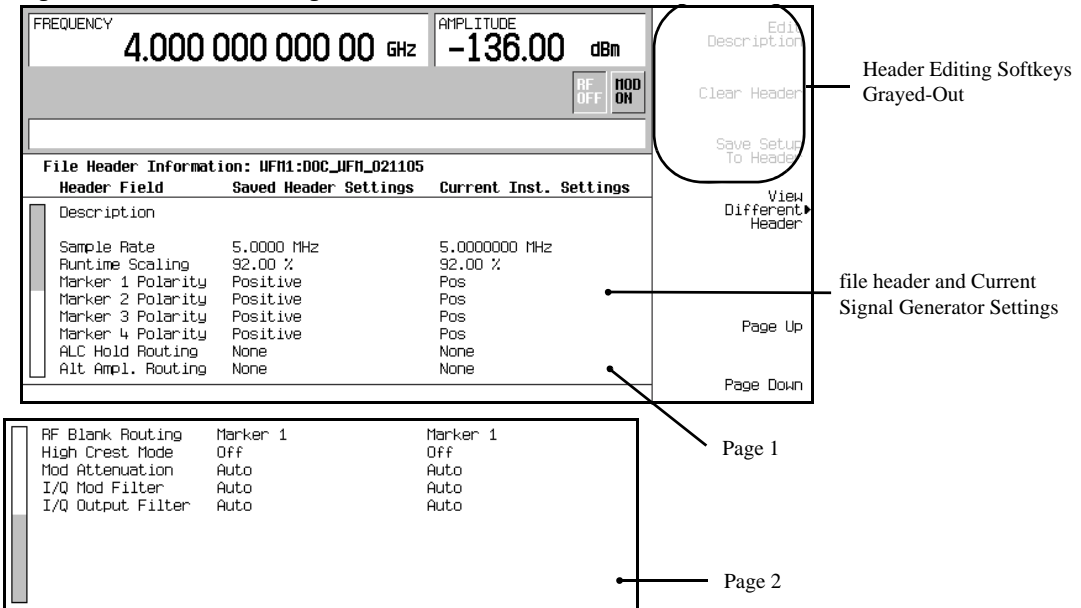 FREQUENCY
4.000 000 000 00 GHz
AMPLITUDE
-136.00 dBm
RF OFF
MOD ON
Edit Description
Clear Header
Save Setup To Header
View Different Header
Page Up
Page Down
Header Editing Softkeys
Grayed-Out
File Header Information: WFM1:DOC_WFM_021105
Header Field Saved Header Settings Current Inst. Settings
Description
Sample Rate 5.0000 MHz 5.0000000 MHz
Runtime Scaling 92.00 % 92.00 %
Marker 1 Polarity Positive Pos
Marker 2 Polarity Positive Pos
Marker 3 Polarity Positive Pos
Marker 4 Polarity Positive Pos
ALC Hold Routing None None
Alt Ampl. Routing None None
file header and Current
Signal Generator Settings
Page 1
RF Blank Routing Marker 1 Marker 1
High Crest Mode Off Off
Mod Attenuation Auto Auto
I/Q Mod Filter Auto Auto
I/Q Output Filter Auto Auto
Page 2